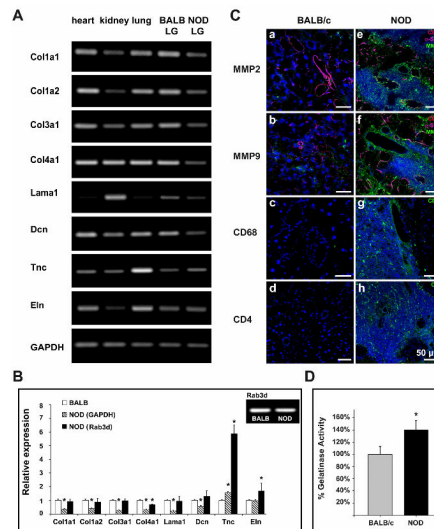 A
heart kidney lung BALB LG NOD LG
Col1a1
Col1a2
Col3a1
Col4a1
Lama1
Dcn
Tnc
Eln
GAPDH
B
Relative expression
8
7
6
5
4
3
2
1
0
BALB
NOD (GAPDH)
NOD (Rab3d)
Rab3d
BALB NOD
* * * * * * * * * *
Col1a1 Col1a2 Col3a1 Col4a1 Lama1 Dcn Tnc Eln
C
BALB/c NOD
MMP2
MMP9
CD68
CD4
a
b
c
d
e
f
g
h
50 µ
D
% Gelatinase Activity
160%
140%
120%
100%
80%
60%
40%
20%
*
BALB/c NOD